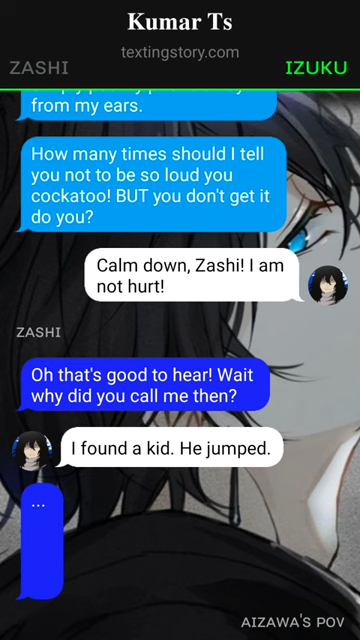 Kumar Ts
textingstory.com
ZASHI
IZUKU
from my ears.
How many times should I tell
you not to be so loud you
cockatoo! BUT you don't get it
do you?
Calm down, Zashi! I am
not hurt!
ZASHI
Oh that's good to hear! Wait
why did you call me then?
I found a kid. He jumped.
...
AIZAWA'S POV